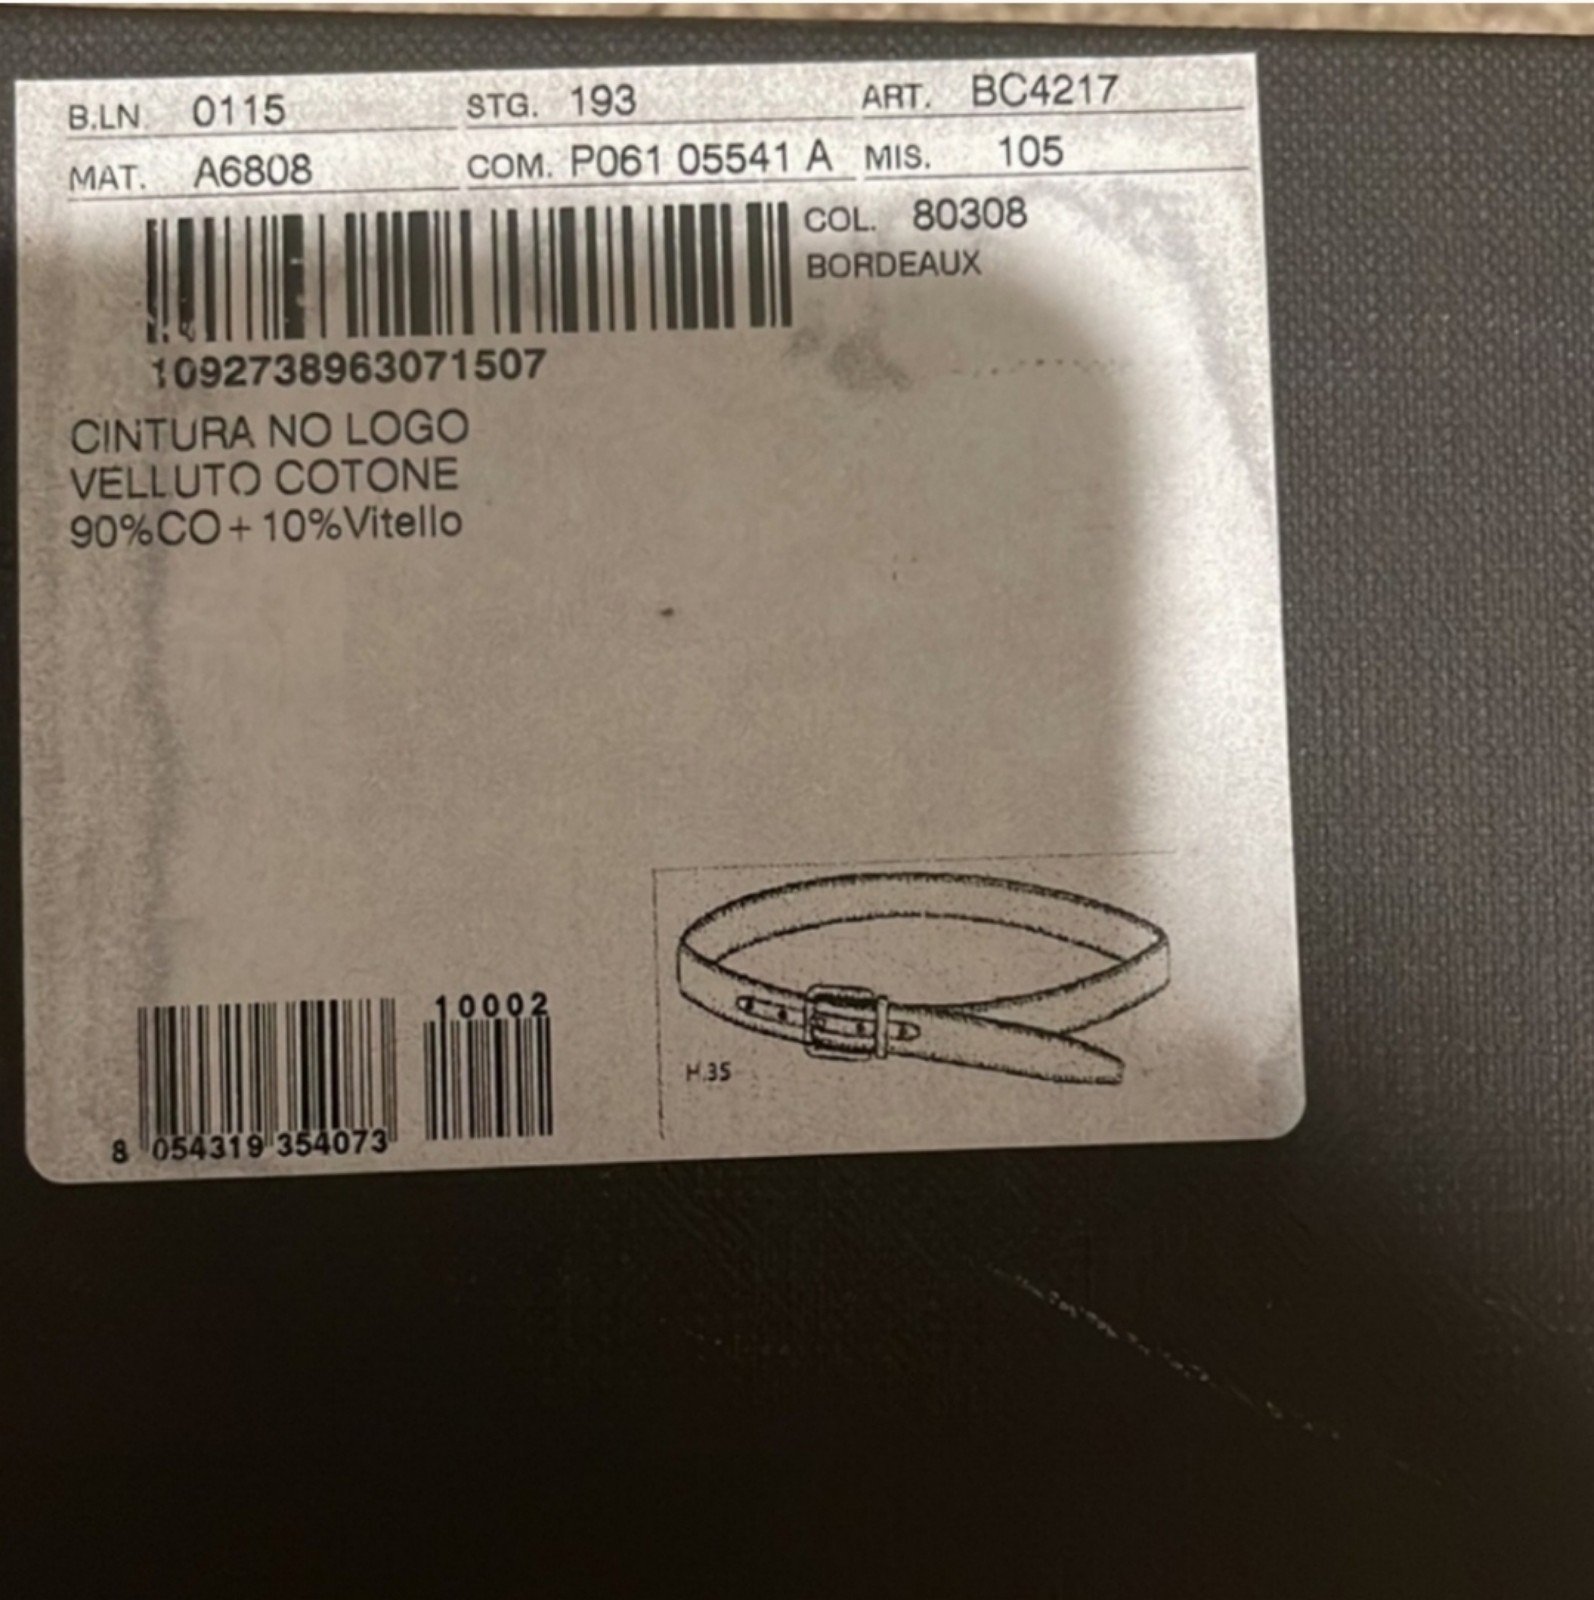 B.LN. 0115 STG. 193 ART. BC4217
MAT. A6808 COM. P061 05541 A MIS. 105
COL. 80308
BORDEAUX
1092738963071507
CINTURA NO LOGO
VELLUTO COTONE
90%CO+10%Vitello
10002
H.35
8 054319 354073